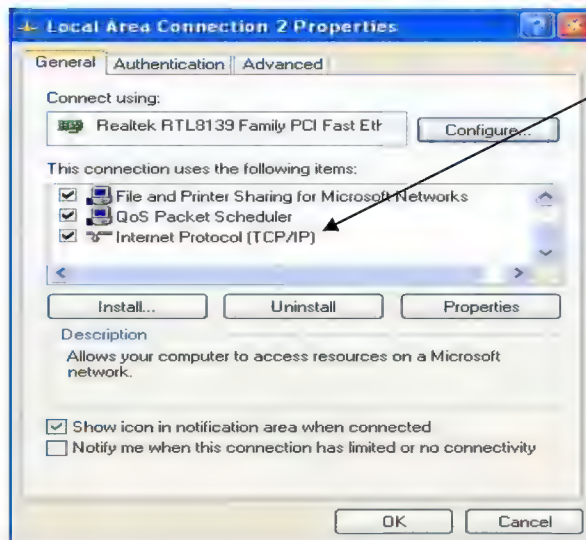 Local Area Connection 2 Properties
General Authentication Advanced
Connect using:
Realtek RTL8139 Family PCI Fast Eth
Configure...
This connection uses the following items:
File and Printer Sharing for Microsoft Networks
QoS Packet Scheduler
Internet Protocol (TCP/IP)
Install... Uninstall Properties
Description
Allows your computer to access resources on a Microsoft
network.
Show icon in notification area when connected
Notify me when this connection has limited or no connectivity
OK Cancel